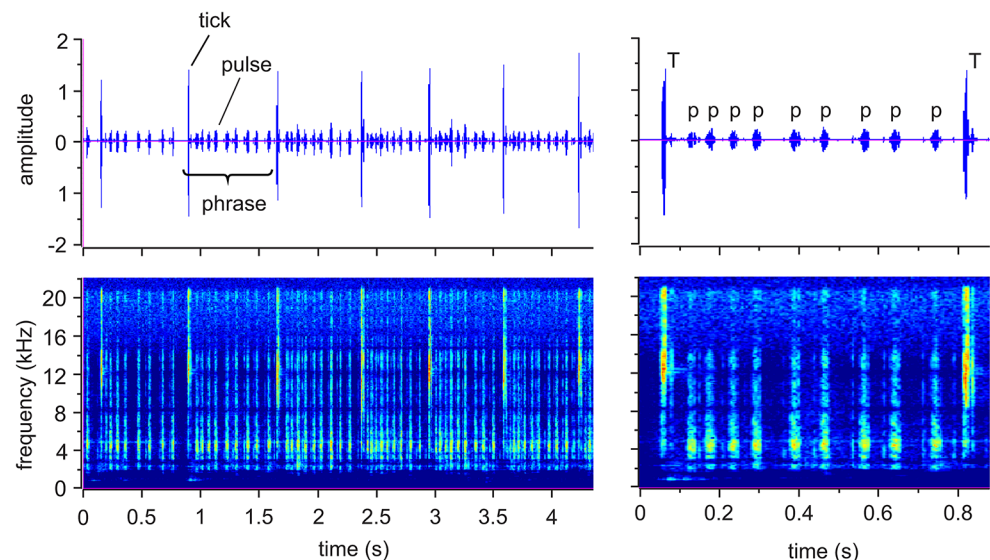 tick
pulse
phrase
amplitude
2
1
0
1
-2
T
p p p p p p p p p
T
frequency (kHz)
20
16
12
8
4
0
0 0.5 1 1.5 2 2.5 3 3.5 4
time (s)
0 0.2 0.4 0.6 0.8
time (s)